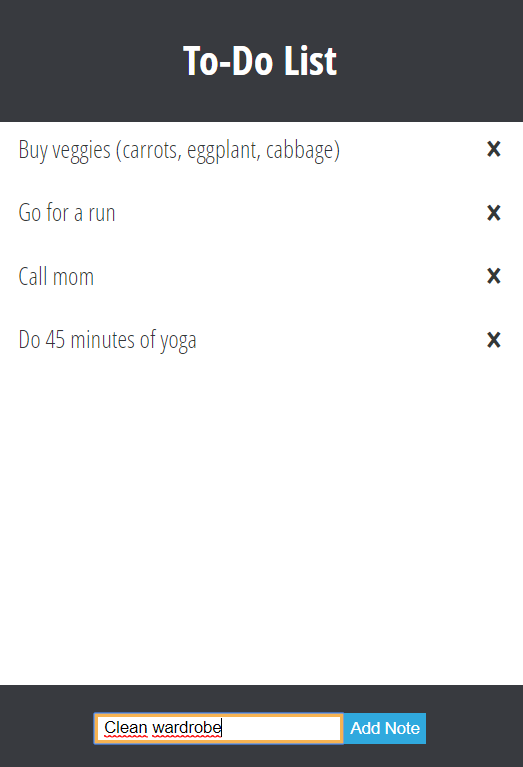 To-Do List
Buy veggies (carrots, eggplant, cabbage)
Go for a run
Call mom
Do 45 minutes of yoga
Clean wardrobe
Add Note